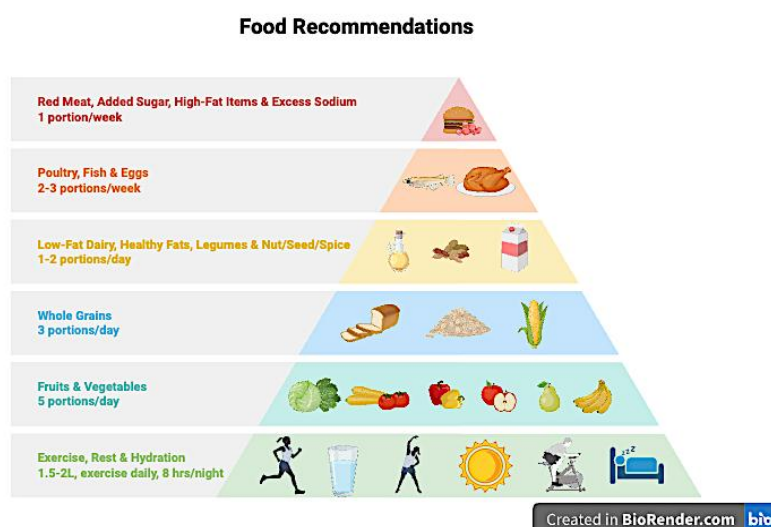 Food Recommendations
Red Meat, Added Sugar, High-Fat Items & Excess Sodium
1 portion/week
Poultry, Fish & Eggs
2-3 portions/week
Low-Fat Dairy, Healthy Fats, Legumes & Nut/Seed/Spice
1-2 portions/day
Whole Grains
3 portions/day
Fruits & Vegetables
5 portions/day
Exercise, Rest & Hydration
1.5-2L, exercise daily, 8 hrs/night
zzz
Created in BioRender.com bio